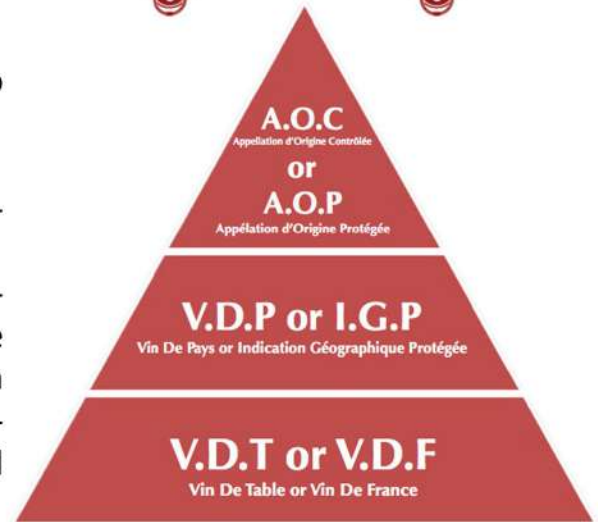 A.O.C
Appellation d'Origine Contrôlée
or
A.O.P
Appélation d'Origine Protégée
V.D.P or I.G.P
Vin De Pays or Indication Géographique Protégée
V.D.T or V.D.F
Vin De Table or Vin De France